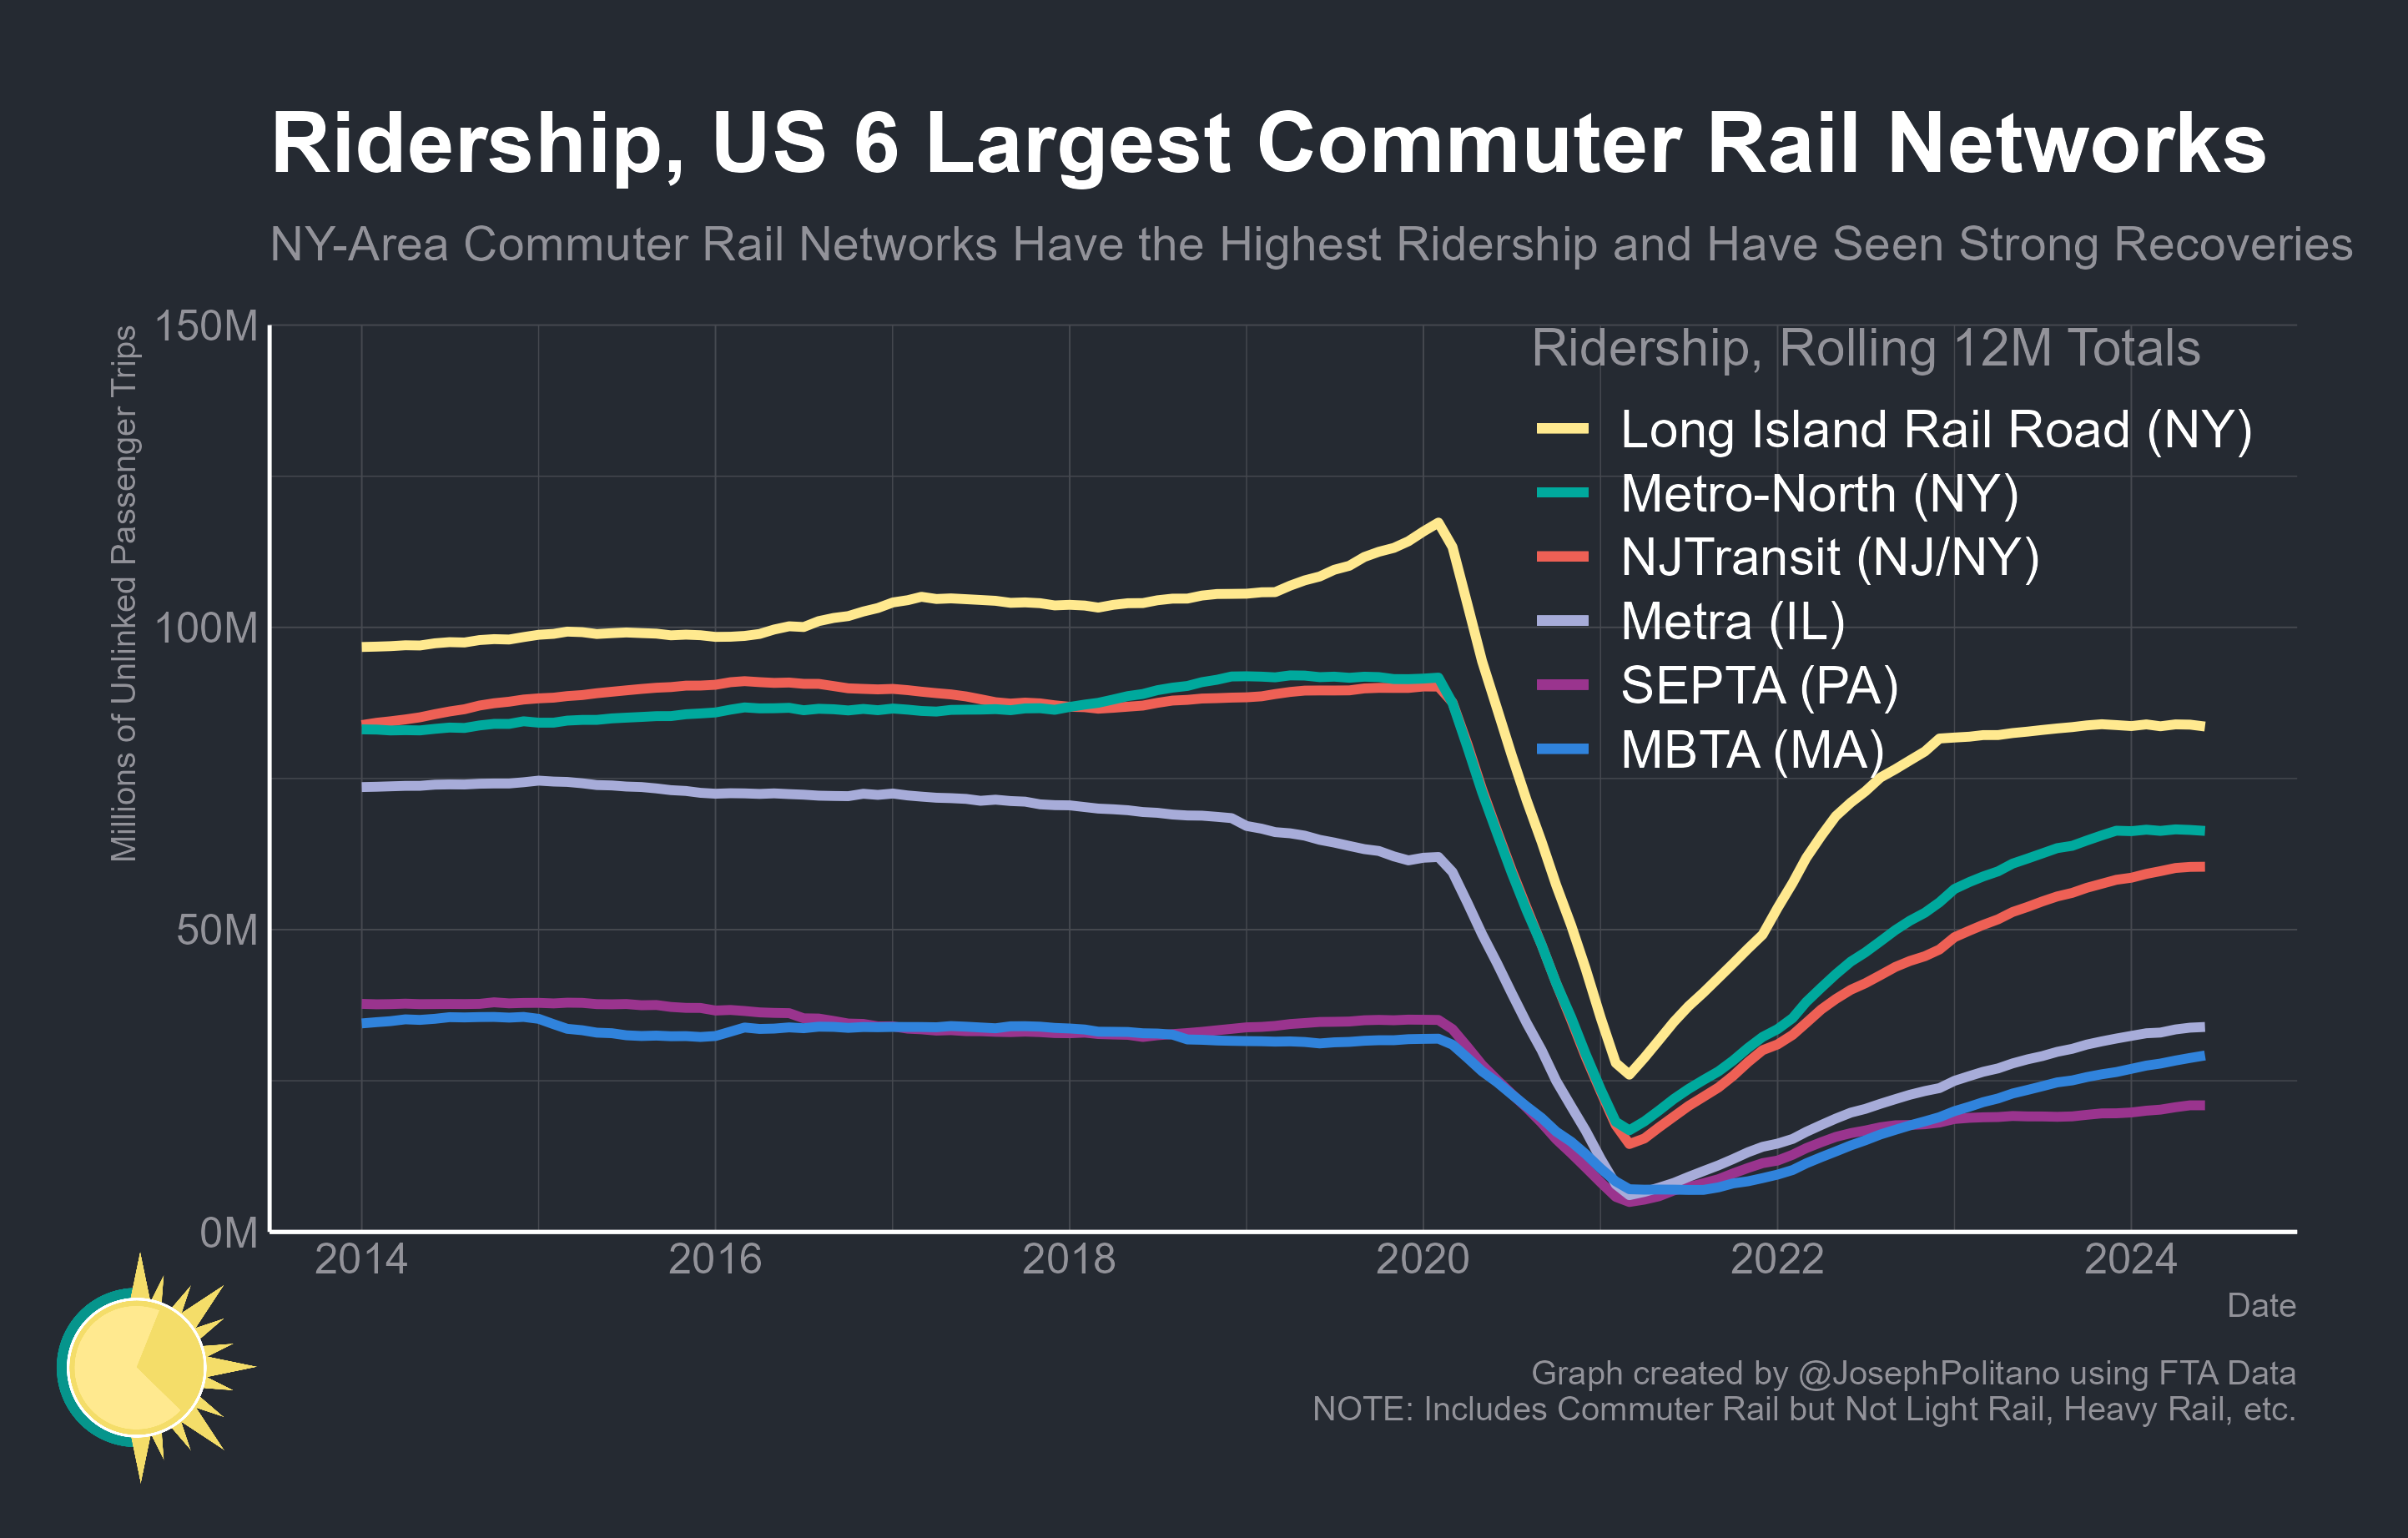 Ridership, US 6 Largest Commuter Rail Networks
NY-Area Commuter Rail Networks Have the Highest Ridership and Have Seen Strong Recoveries
Millions of Unlinked Passenger Trips
150M
100M
50M
0M
Ridership, Rolling 12M Totals
Long Island Rail Road (NY)
Metro-North (NY)
NJTransit (NJ/NY)
Metra (IL)
SEPTA (PA)
MBTA (MA)
2014 2016 2018 2020 2022 2024
Date
Graph created by @JosephPolitano using FTA Data
NOTE: Includes Commuter Rail but Not Light Rail, Heavy Rail, etc.